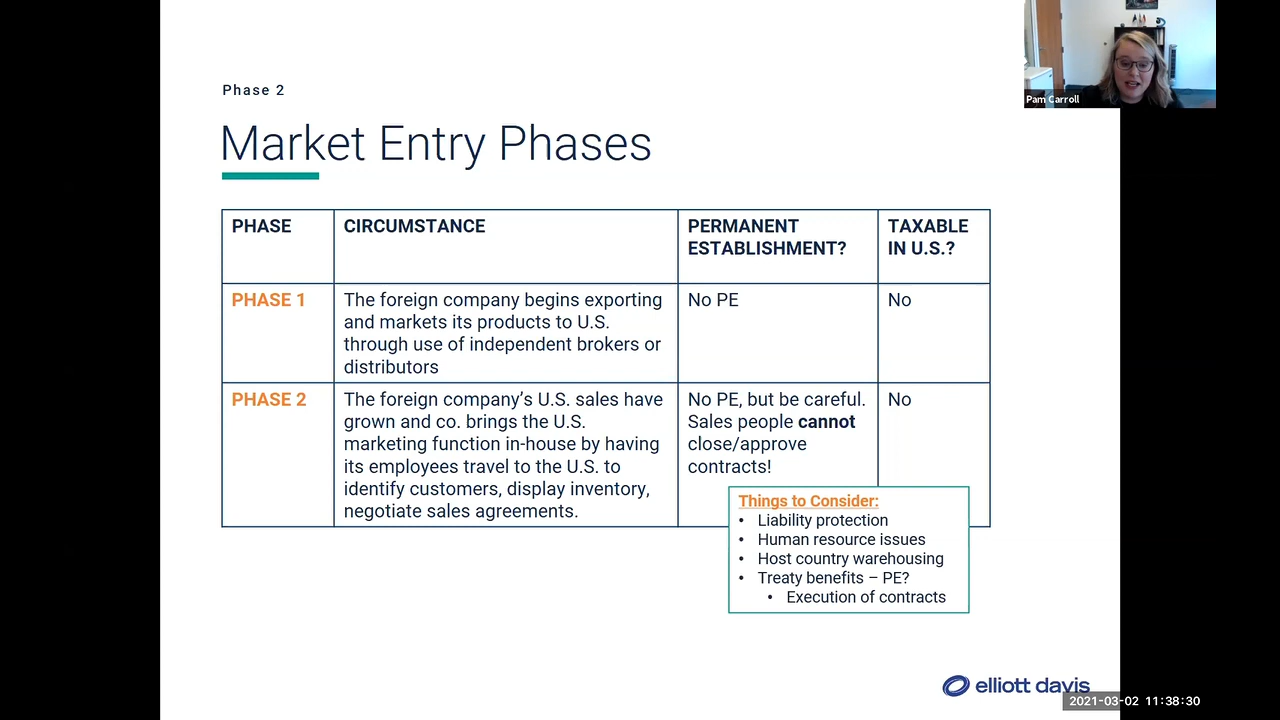 Pam Carroll
Phase 2
Market Entry Phases
PHASE
CIRCUMSTANCE
PERMANENT
ESTABLISHMENT?
TAXABLE
IN U.S.?
PHASE 1
The foreign company begins exporting
and markets its products to U.S.
through use of independent brokers or
distributors
No PE
No
PHASE 2
The foreign company’s U.S. sales have
grown and co. brings the U.S.
marketing function in-house by having
its employees travel to the U.S. to
identify customers, display inventory,
negotiate sales agreements.
No PE, but be careful.
Sales people cannot
close/approve
contracts!
No
Things to Consider:
• Liability protection
• Human resource issues
• Host country warehousing
• Treaty benefits – PE?
• Execution of contracts
elliott davis
2021-03-02 11:38:30